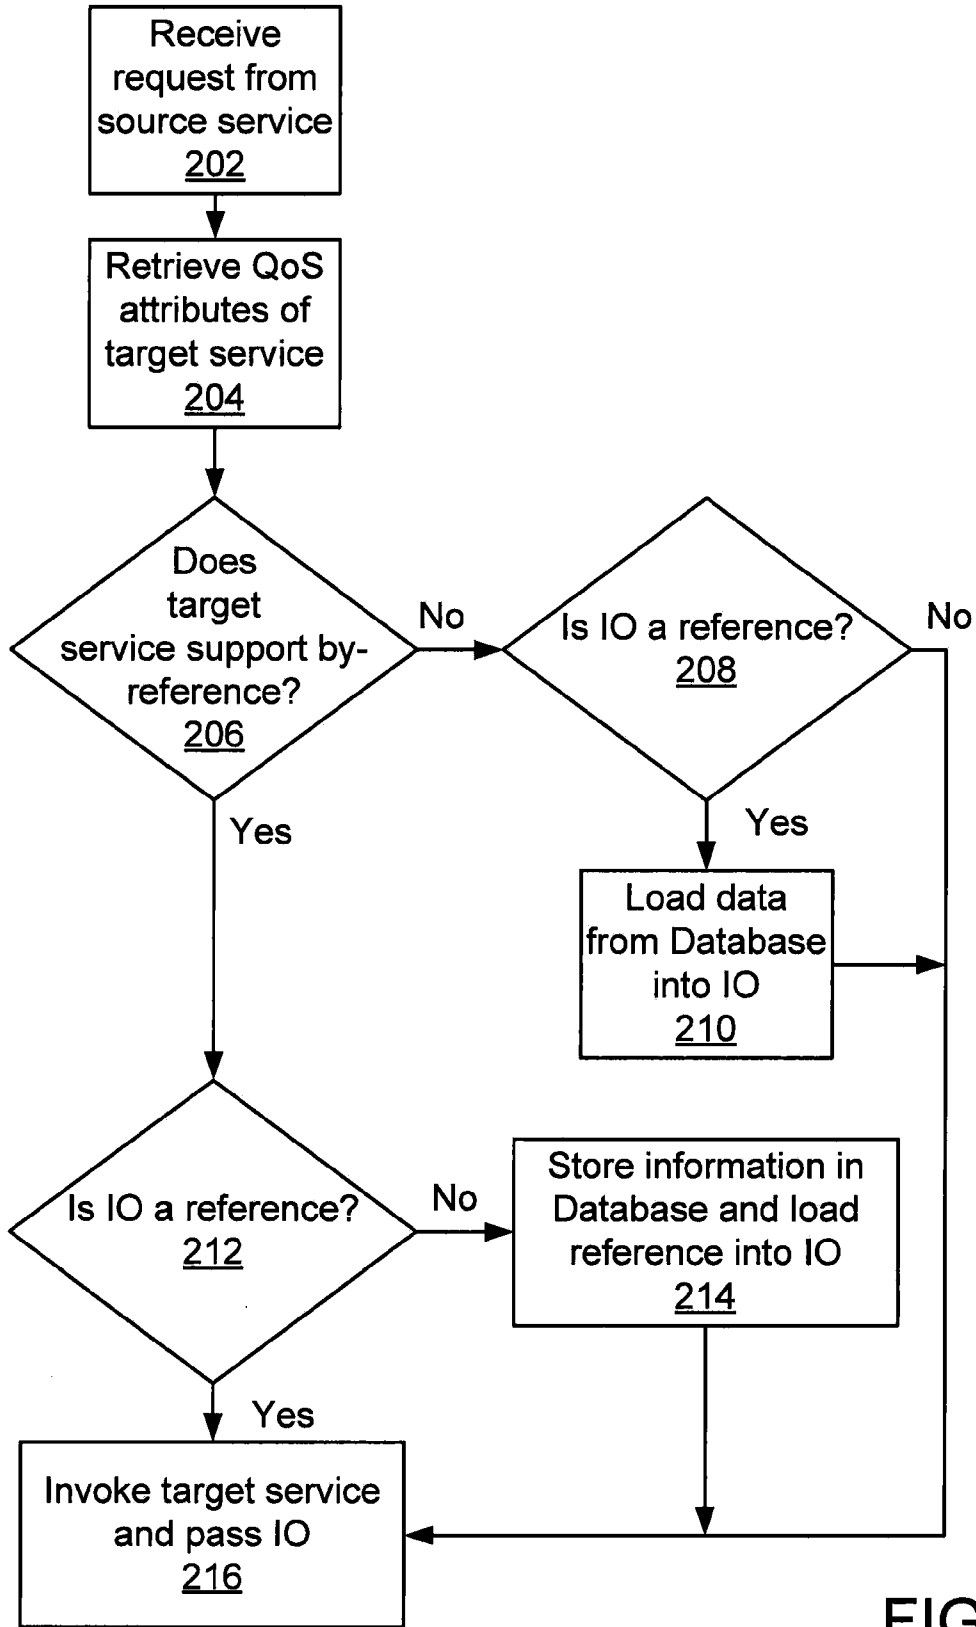 Receive
request from
source service
202
Retrieve QoS
attributes of
target service
204
Does
target
service support by-
reference?
206
No
Is IO a reference?
208
No
Yes
Yes
Load data
from Database
into IO
210
Is IO a reference?
212
No
Store information in
Database and load
reference into IO
214
Yes
Invoke target service
and pass IO
216